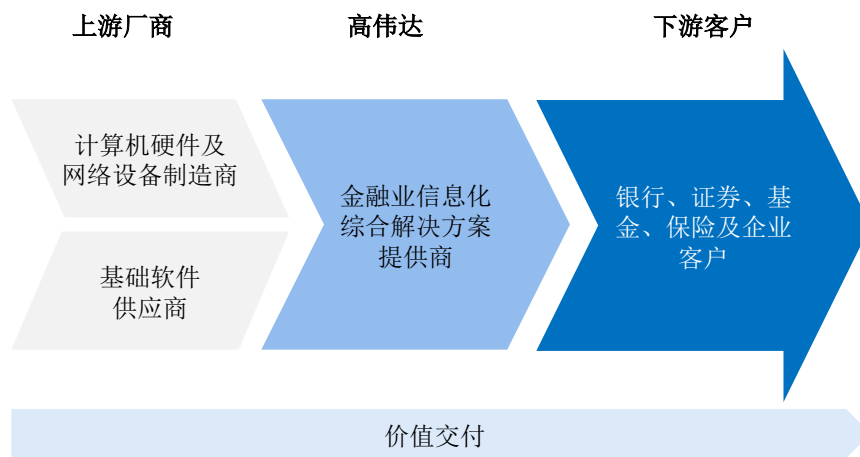 上游厂商
高伟达
下游客户
计算机硬件及
网络设备制造商
基础软件
供应商
金融业信息化
综合解决方案
提供商
银行、证券、基
金、保险及企业
客户
价值交付